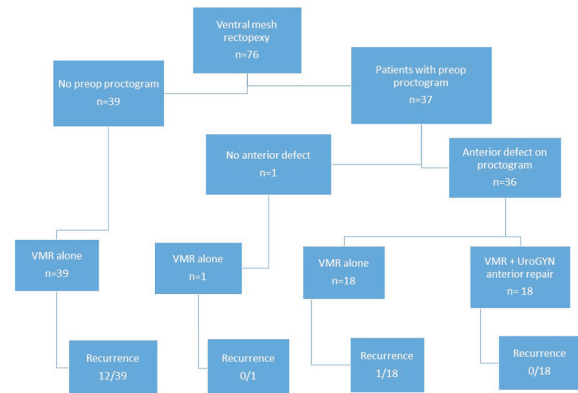 Ventral mesh
rectopexy
n=76
No preop proctogram
n=39
Patients with preop
proctogram
n=37
No anterior defect
n=1
Anterior defect on
proctogram
n=36
VMR alone
n=39
VMR alone
n=1
VMR alone
n=18
VMR + UroGYN
anterior repair
n= 18
Recurrence
12/39
Recurrence
0/1
Recurrence
1/18
Recurrence
0/18